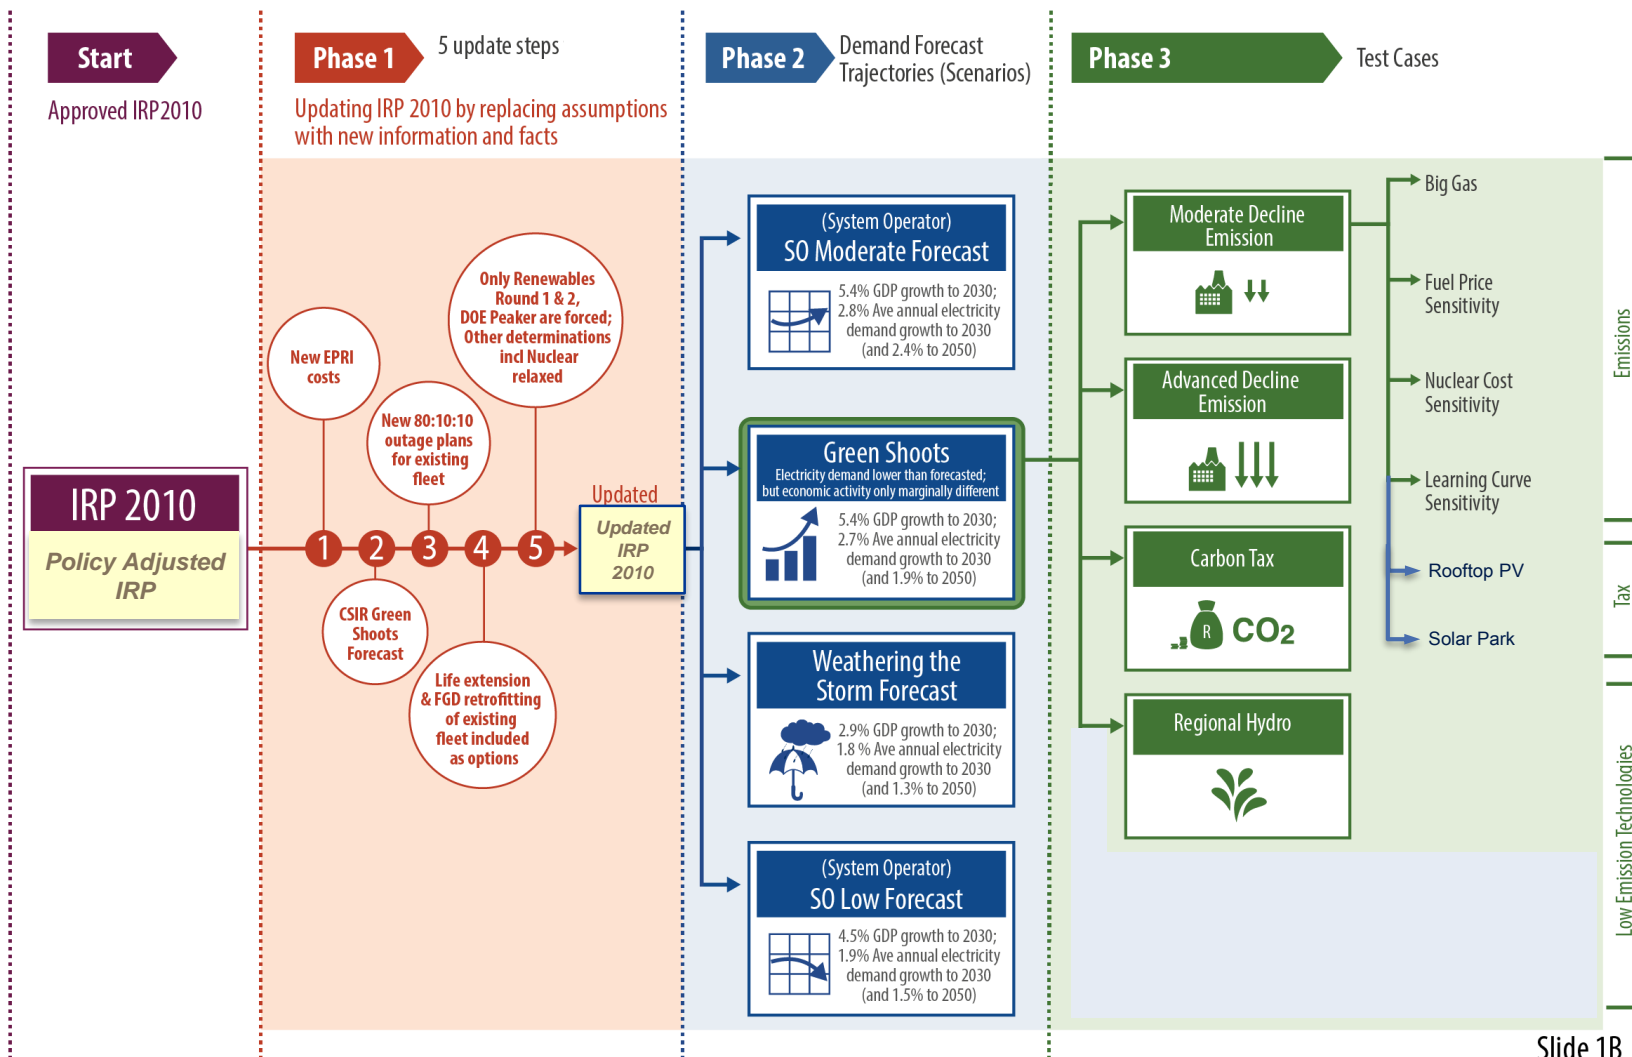 Start
Approved IRP2010
Phase 1
5 update steps
Updating IRP 2010 by replacing assumptions
with new information and facts
Phase 2
Demand Forecast
Trajectories (Scenarios)
Phase 3
Test Cases
IRP 2010
Policy Adjusted
IRP
New EPRI
costs
New 80:10:10
outage plans
for existing
fleet
Only Renewables
Round 1 & 2,
DOE Peaker are forced;
Other determinations
incl Nuclear
relaxed
1
2
3
4
5
CSIR Green
Shoots
Forecast
Life extension
& FGD retrofitting
of existing
fleet included
as options
Updated
Updated
IRP
2010
(System Operator)
SO Moderate Forecast
5.4% GDP growth to 2030;
2.8% Ave annual electricity
demand growth to 2030
(and 2.4% to 2050)
Green Shoots
Electricity demand lower than forecasted;
but economic activity only marginally different
5.4% GDP growth to 2030;
2.7% Ave annual electricity
demand growth to 2030
(and 1.9% to 2050)
Weathering the
Storm Forecast
2.9% GDP growth to 2030;
1.8 % Ave annual electricity
demand growth to 2030
(and 1.3% to 2050)
(System Operator)
SO Low Forecast
4.5% GDP growth to 2030;
1.9% Ave annual electricity
demand growth to 2030
(and 1.5% to 2050)
Moderate Decline
Emission
Advanced Decline
Emission
Carbon Tax
R
CO2
Regional Hydro
Big Gas
Fuel Price
Sensitivity
Nuclear Cost
Sensitivity
Learning Curve
Sensitivity
Rooftop PV
Solar Park
Emissions
Tax
Low Emission Technologies
Slide 1B